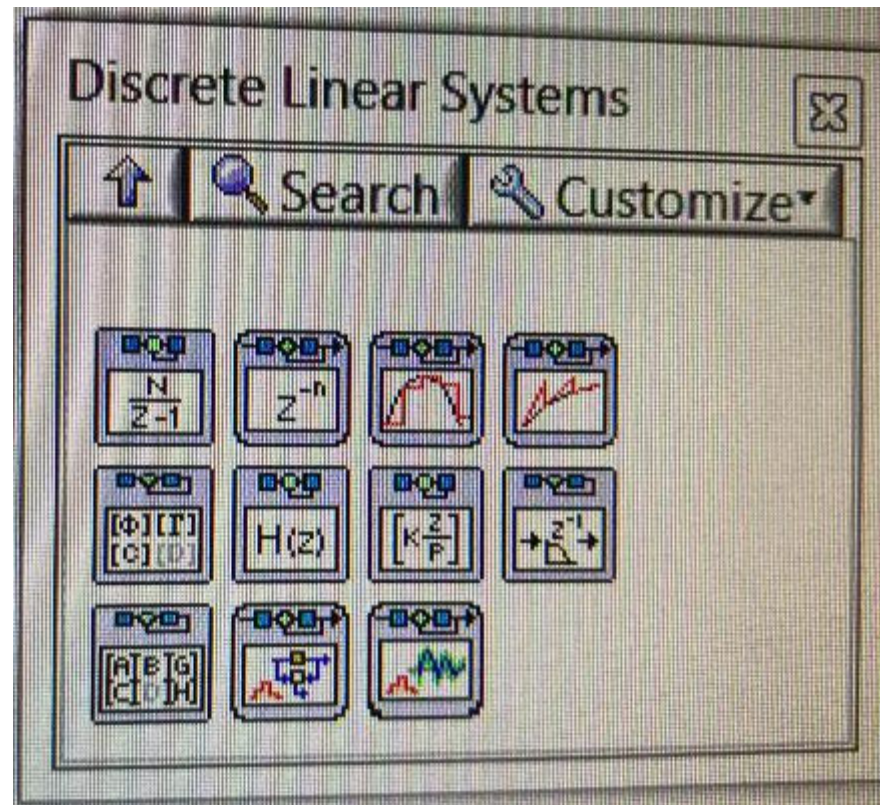 Discrete Linear Systems
Search Customize
N
Z-1
z-n
[Φ][Γ]
[C][D]
H(z)
[K Z/P]
z-1
[A][B][G]
[C][D][H]